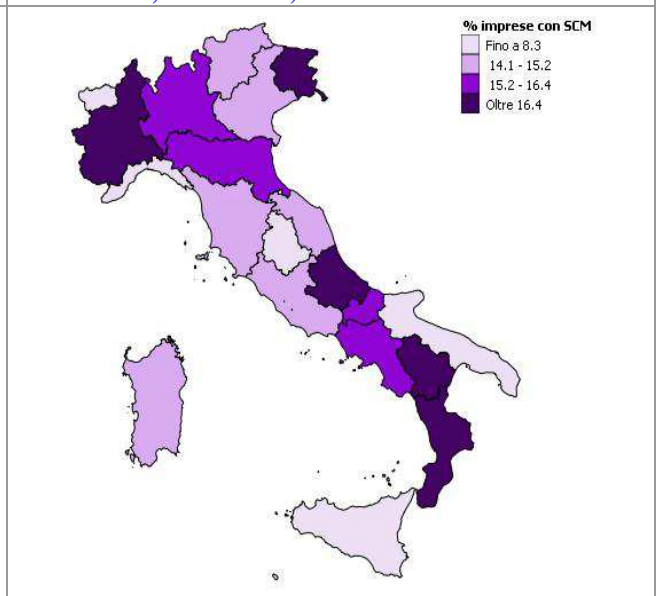 % imprese con SCM
Fino a 8.3
14.1 - 15.2
15.2 - 16.4
Oltre 16.4